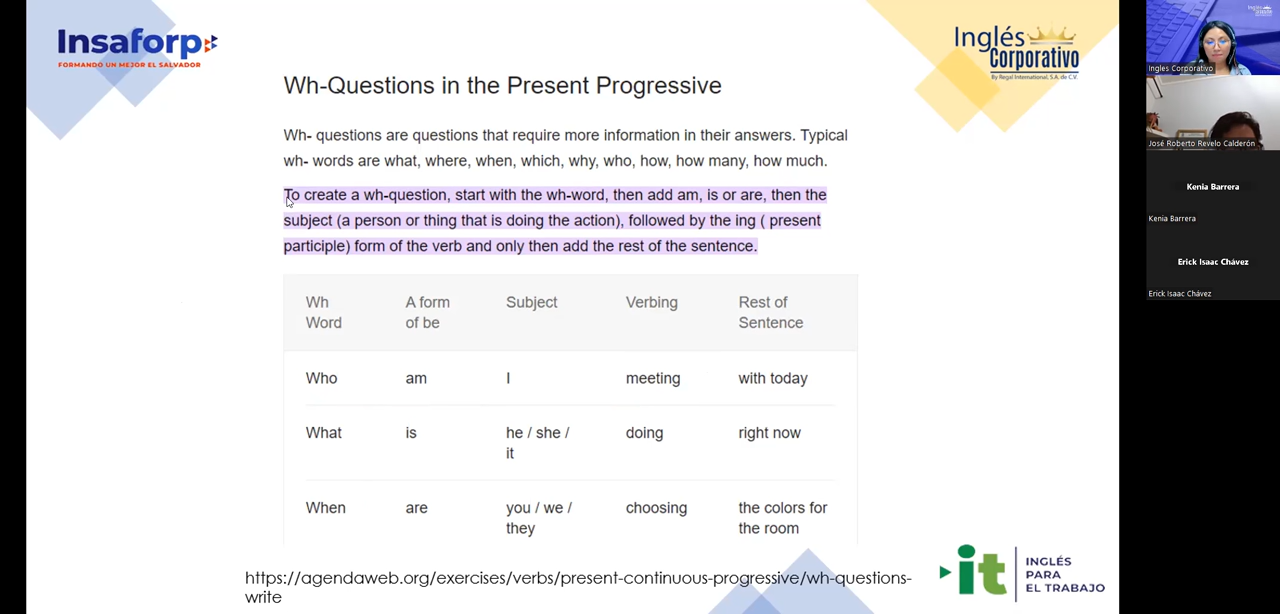 Insaforp
FORMANDO UN MEJOR EL SALVADOR
Inglés
Corporativo
By Regal International, S.A. de C.V.
Wh-Questions in the Present Progressive
Wh- questions are questions that require more information in their answers. Typical
wh- words are what, where, when, which, why, who, how, how many, how much.
To create a wh-question, start with the wh-word, then add am, is or are, then the
subject (a person or thing that is doing the action), followed by the ing ( present
participle) form of the verb and only then add the rest of the sentence.
Wh Word A form of be Subject Verbing Rest of Sentence
Who am I meeting with today
What is he / she / it doing right now
When are you / we / they choosing the colors for the room
https://agendaweb.org/exercises/verbs/present-continuous-progressive/wh-questions-
write
it INGLÉS
PARA
EL TRABAJO
Ingles Corporativo
José Roberto Revelo Calderón
Kenia Barrera
Kenia Barrera
Erick Isaac Chávez
Erick Isaac Chávez